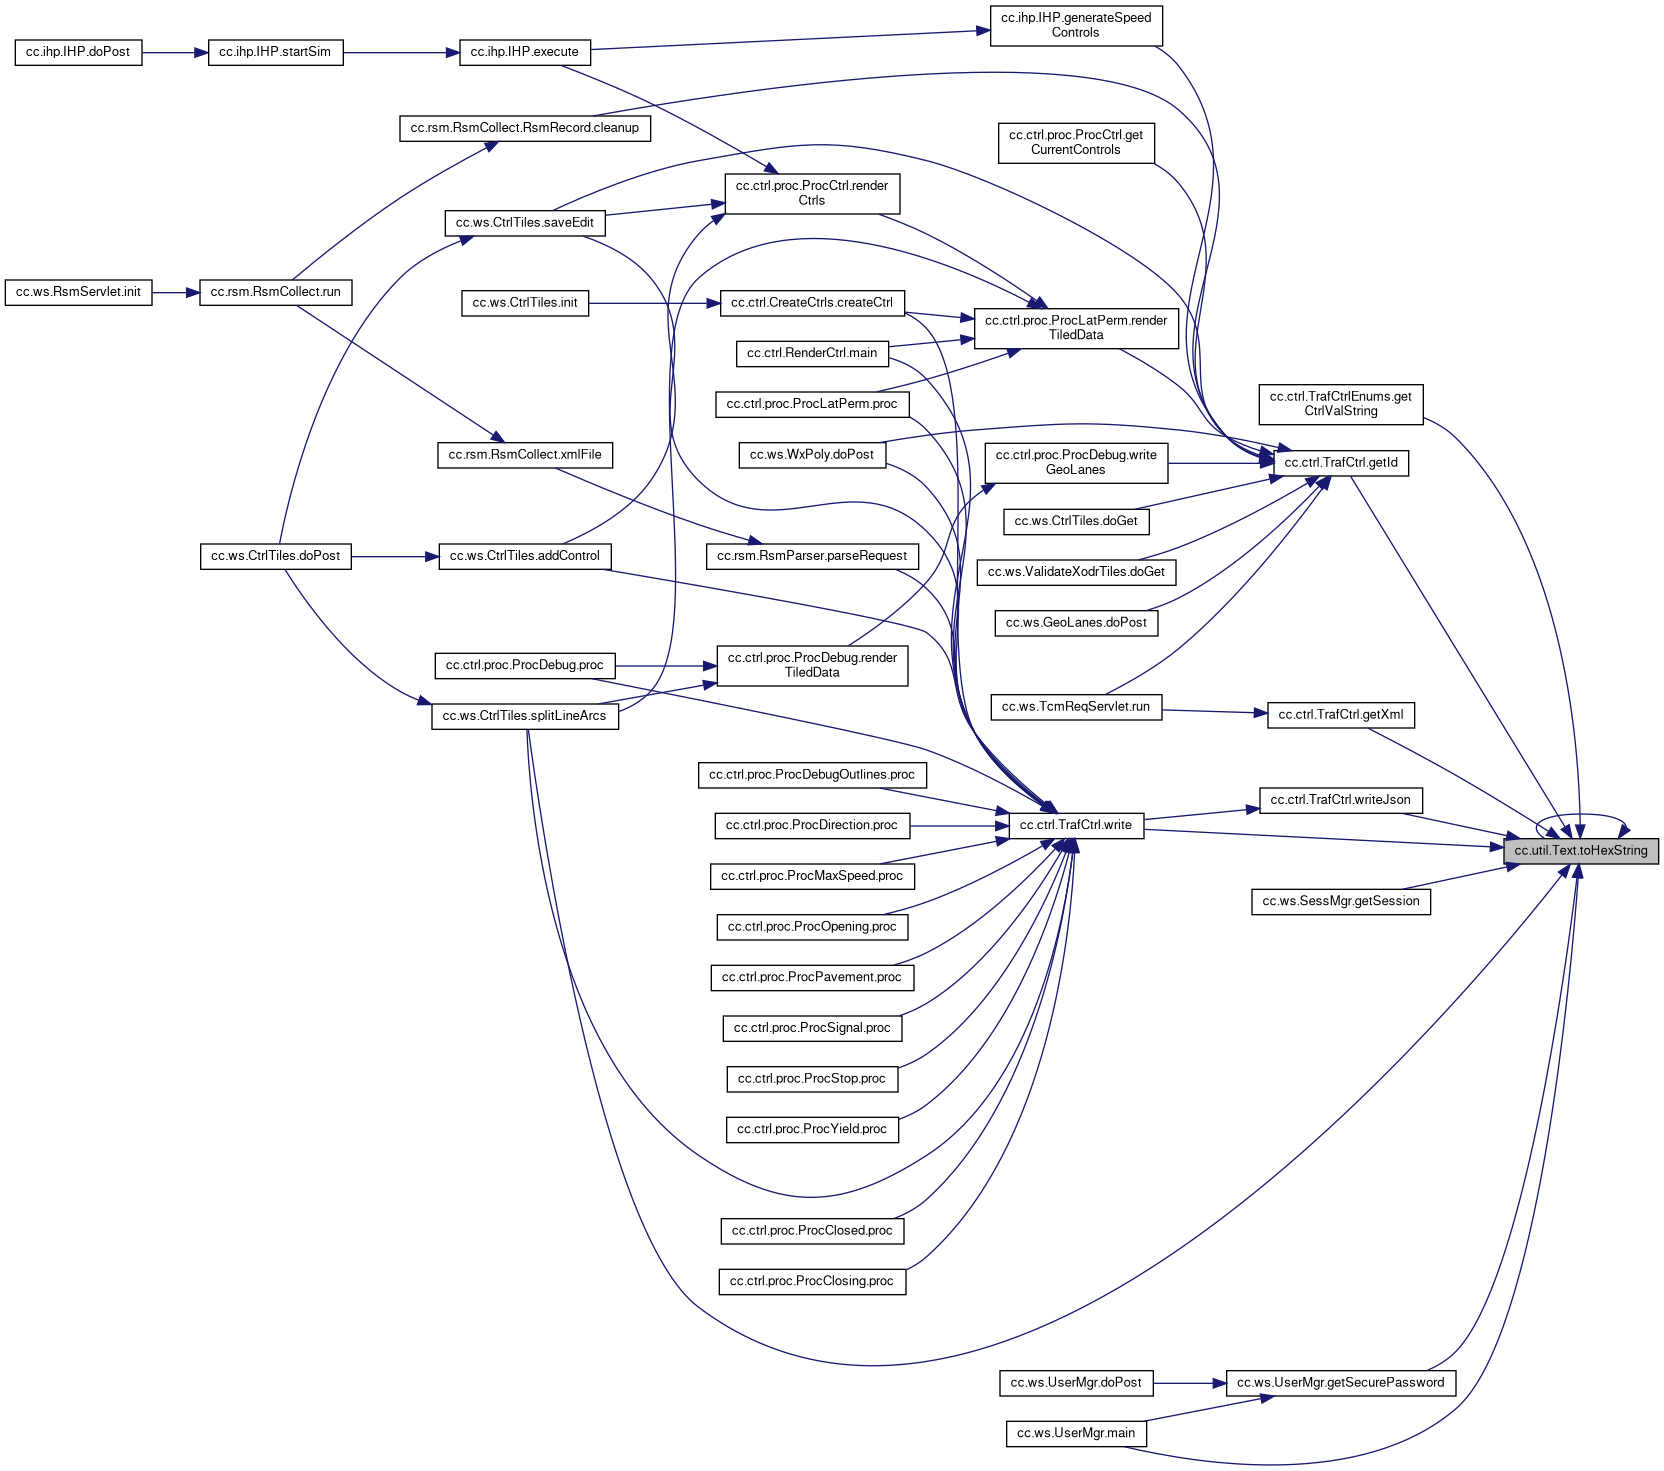 cc.ihp.IHP.generateSpeed
Controls
cc.ihp.IHP.doPost
cc.ihp.IHP.startSim
cc.ihp.IHP.execute
cc.rsm.RsmCollect.RsmRecord.cleanup
cc.ctrl.proc.ProcCtrl.get
CurrentControls
cc.ctrl.proc.ProcCtrl.render
Ctrls
cc.ws.CtrlTiles.saveEdit
cc.ws.RsmServlet.init
cc.rsm.RsmCollect.run
cc.ws.CtrlTiles.init
cc.ctrl.CreateCtrls.createCtrl
cc.ctrl.proc.ProcLatPerm.render
TiledData
cc.ctrl.RenderCtrl.main
cc.ctrl.proc.ProcLatPerm.proc
cc.ctrl.TrafCtrlEnums.get
CtrlValString
cc.rsm.RsmCollect.xmlFile
cc.ws.WxPoly.doPost
cc.ctrl.proc.ProcDebug.write
GeoLanes
cc.ctrl.TrafCtrl.getId
cc.ws.CtrlTiles.doGet
cc.ws.CtrlTiles.doPost
cc.ws.CtrlTiles.addControl
cc.rsm.RsmParser.parseRequest
cc.ws.ValidateXodrTiles.doGet
cc.ws.GeoLanes.doPost
cc.ctrl.proc.ProcDebug.proc
cc.ctrl.proc.ProcDebug.render
TiledData
cc.ws.TcmReqServlet.run
cc.ctrl.TrafCtrl.getXml
cc.ws.CtrlTiles.splitLineArcs
cc.ctrl.proc.ProcDebugOutlines.proc
cc.ctrl.TrafCtrl.writeJson
cc.ctrl.proc.ProcDirection.proc
cc.ctrl.TrafCtrl.write
cc.util.Text.toHexString
cc.ctrl.proc.ProcMaxSpeed.proc
cc.ws.SessMgr.getSession
cc.ctrl.proc.ProcOpening.proc
cc.ctrl.proc.ProcPavement.proc
cc.ctrl.proc.ProcSignal.proc
cc.ctrl.proc.ProcStop.proc
cc.ctrl.proc.ProcYield.proc
cc.ctrl.proc.ProcClosed.proc
cc.ctrl.proc.ProcClosing.proc
cc.ws.UserMgr.doPost
cc.ws.UserMgr.getSecurePassword
cc.ws.UserMgr.main